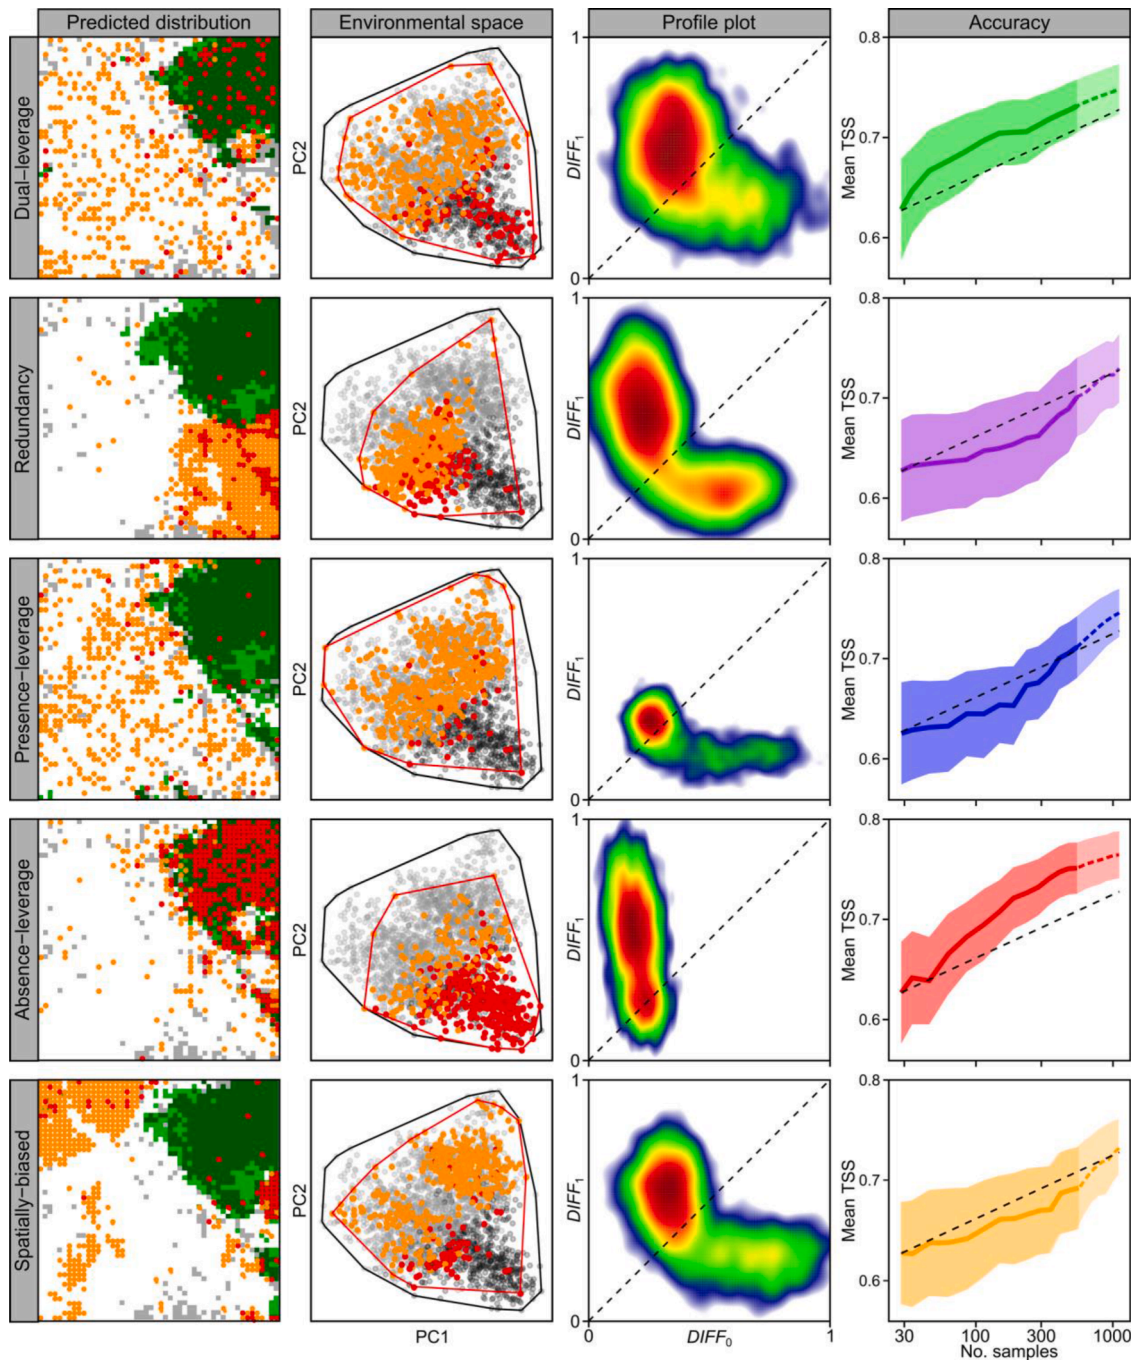 Predicted distribution Environmental space Profile plot Accuracy
Dual−leverage
PC2
1
DIFF1
0
0.8
0.7
0.6
Mean TSS
Redundancy
PC2
1
DIFF1
0
0.8
0.7
0.6
Mean TSS
Presence−leverage
PC2
1
DIFF1
0
0.8
0.7
0.6
Mean TSS
Absence−leverage
PC2
1
DIFF1
0
0.8
0.7
0.6
Mean TSS
Spatially−biased
PC2
1
DIFF1
0
0.8
0.7
0.6
Mean TSS
0 1 30 100 300 1000
PC1 DIFF0 No. samples